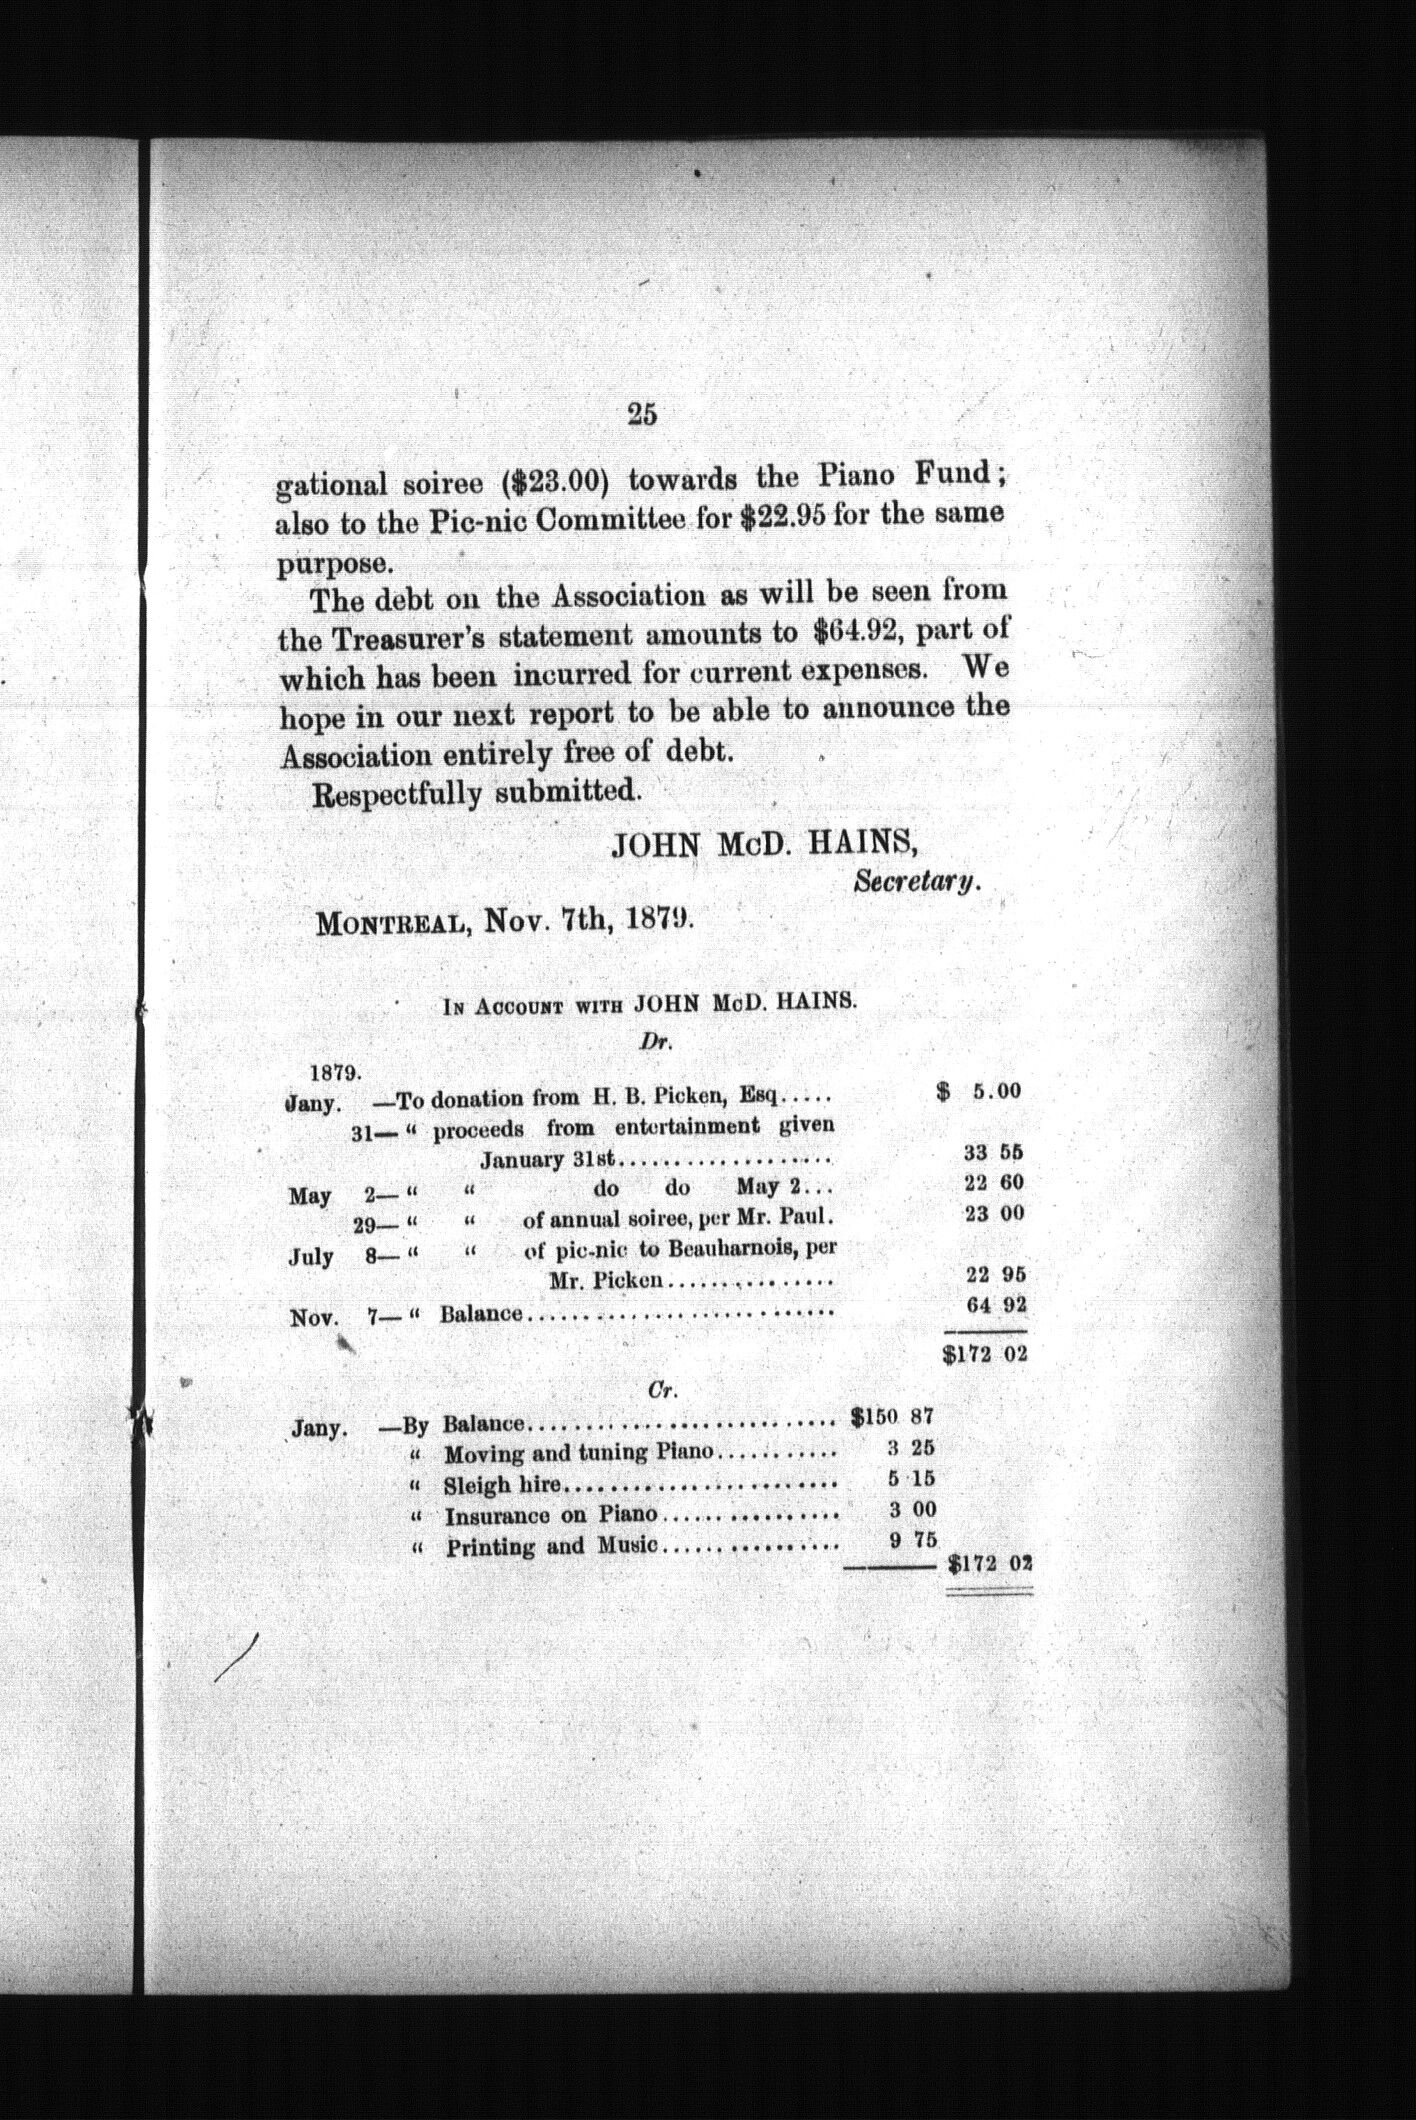 25
gational soiree ($23.00) towards the Piano Fund;
also to the Pic-nic Committee for $22.95 for the same
purpose.
The debt on the Association as will be seen from
the Treasurer's statement amounts to $64.92, part of
which has been incurred for current expenses. We
hope in our next report to be able to announce the
Association entirely free of debt.
Respectfully submitted.
JOHN McD. HAINS,
Secretary.
MONTREAL, Nov. 7th, 1879.
IN ACCOUNT WITH JOHN McD. HAINS.
Dr.
1879.
Jany. —To donation from H. B. Picken, Esq..... $ 5.00
31— “ proceeds from entertainment given
January 31st................... 33 55
May 2— “ “ do do May 2... 22 60
29— “ “ of annual soiree, per Mr. Paul. 23 00
July 8— “ “ of pic-nic to Beauharnois, per
Mr. Picken............... 22 95
Nov. 7— “ Balance............................ 64 92
$172 02
Cr.
Jany. —By Balance............................ $150 87
“ Moving and tuning Piano........... 3 25
“ Sleigh hire........................ 5 15
“ Insurance on Piano................ 3 00
“ Printing and Music................ 9 75
$172 02